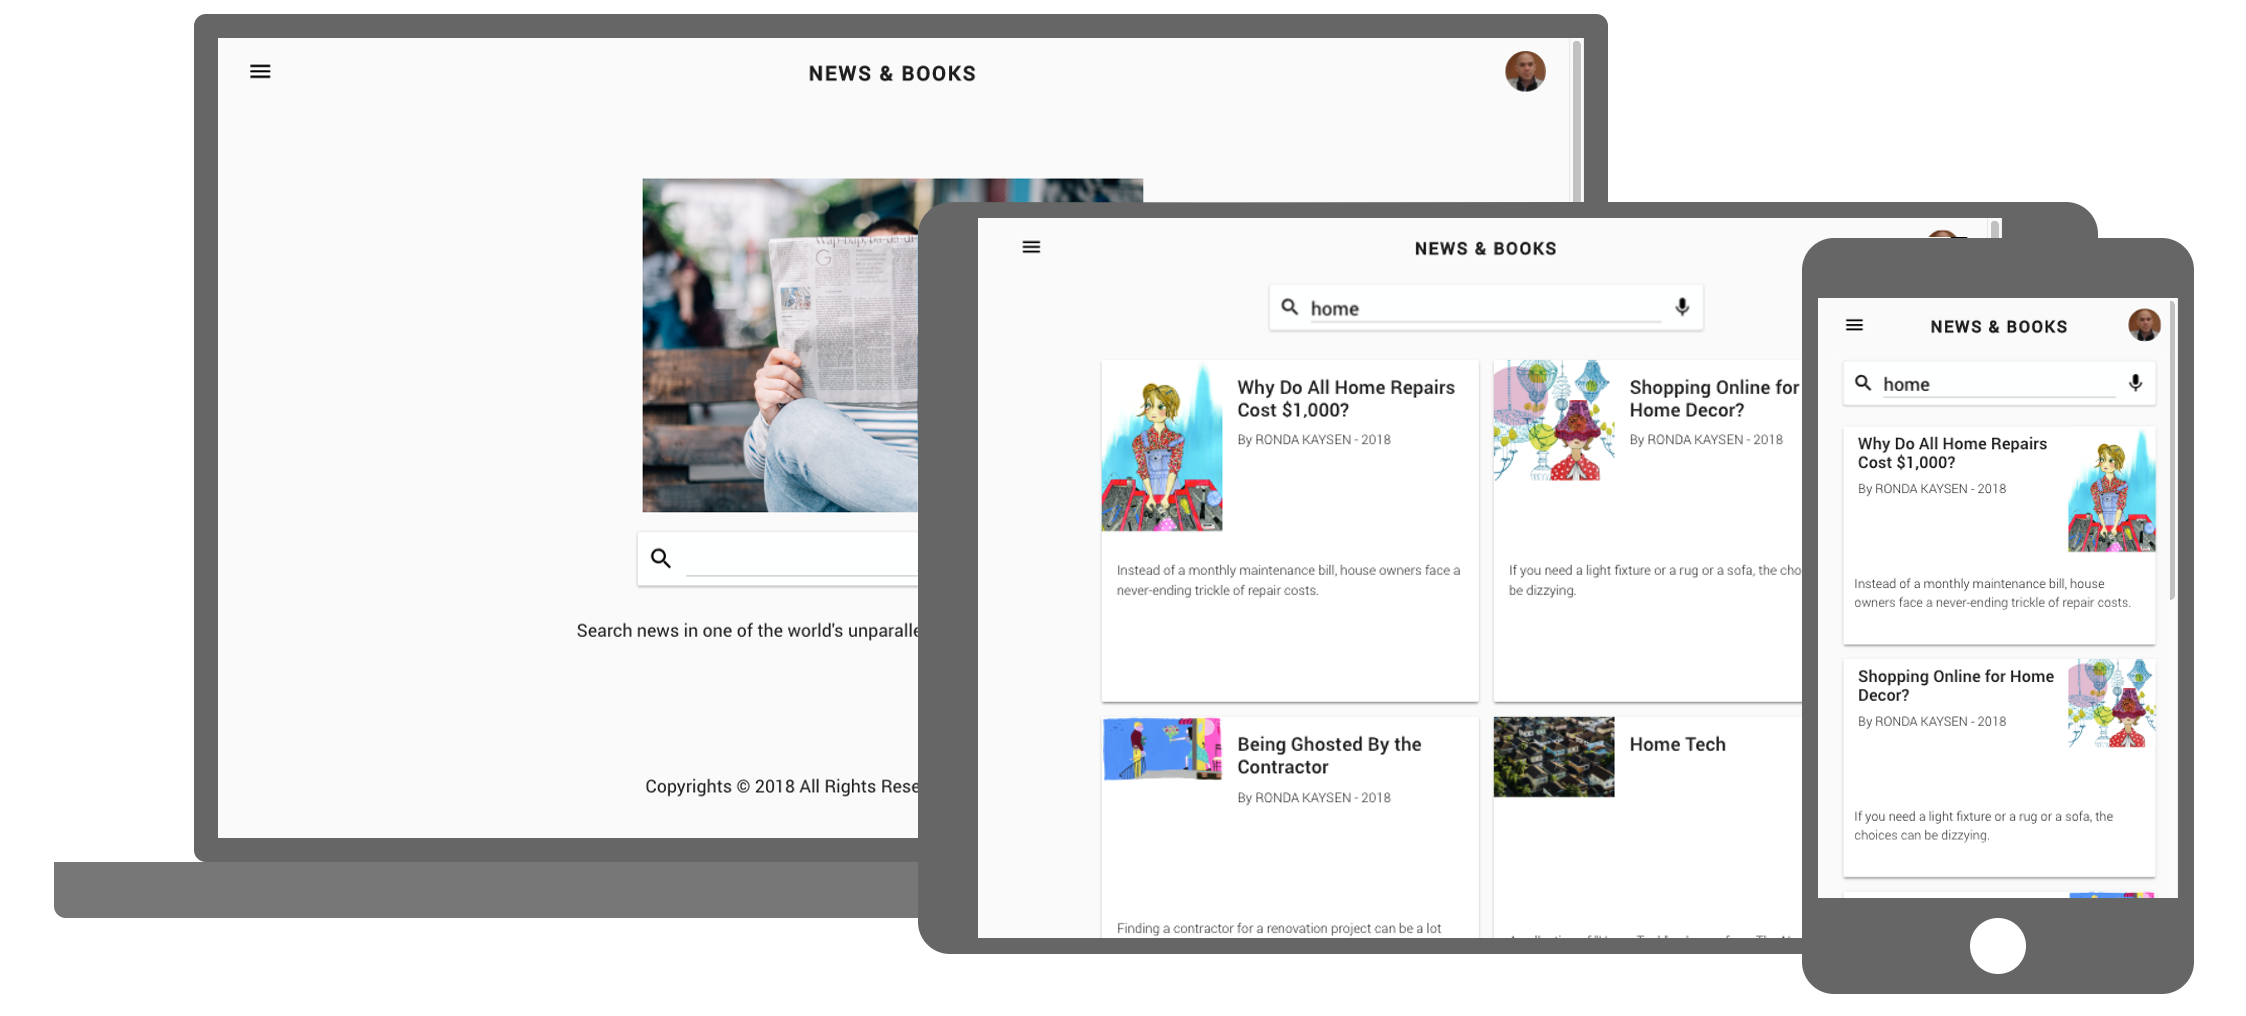 NEWS & BOOKS
Search news in one of the world's
Copyrights © 2018 All Rights
NEWS & BOOKS
home
Why Do All Home Repairs
Cost $1,000?
By RONDA KAYSEN - 2018
Instead of a monthly maintenance bill, house owners face a
never-ending trickle of repair costs.
Shopping Online for
Home Decor?
By RONDA KAYSEN - 2018
If you need a light fixture or a rug or a sofa, the
be dizzying.
Being Ghosted By the
Contractor
By RONDA KAYSEN - 2018
Finding a contractor for a renovation project can be a lot
Home Tech
NEWS & BOOKS
home
Why Do All Home Repairs
Cost $1,000?
By RONDA KAYSEN - 2018
Instead of a monthly maintenance bill, house
owners face a never-ending trickle of repair costs.
Shopping Online for Home
Decor?
By RONDA KAYSEN - 2018
If you need a light fixture or a rug or a sofa, the
choices can be dizzying.